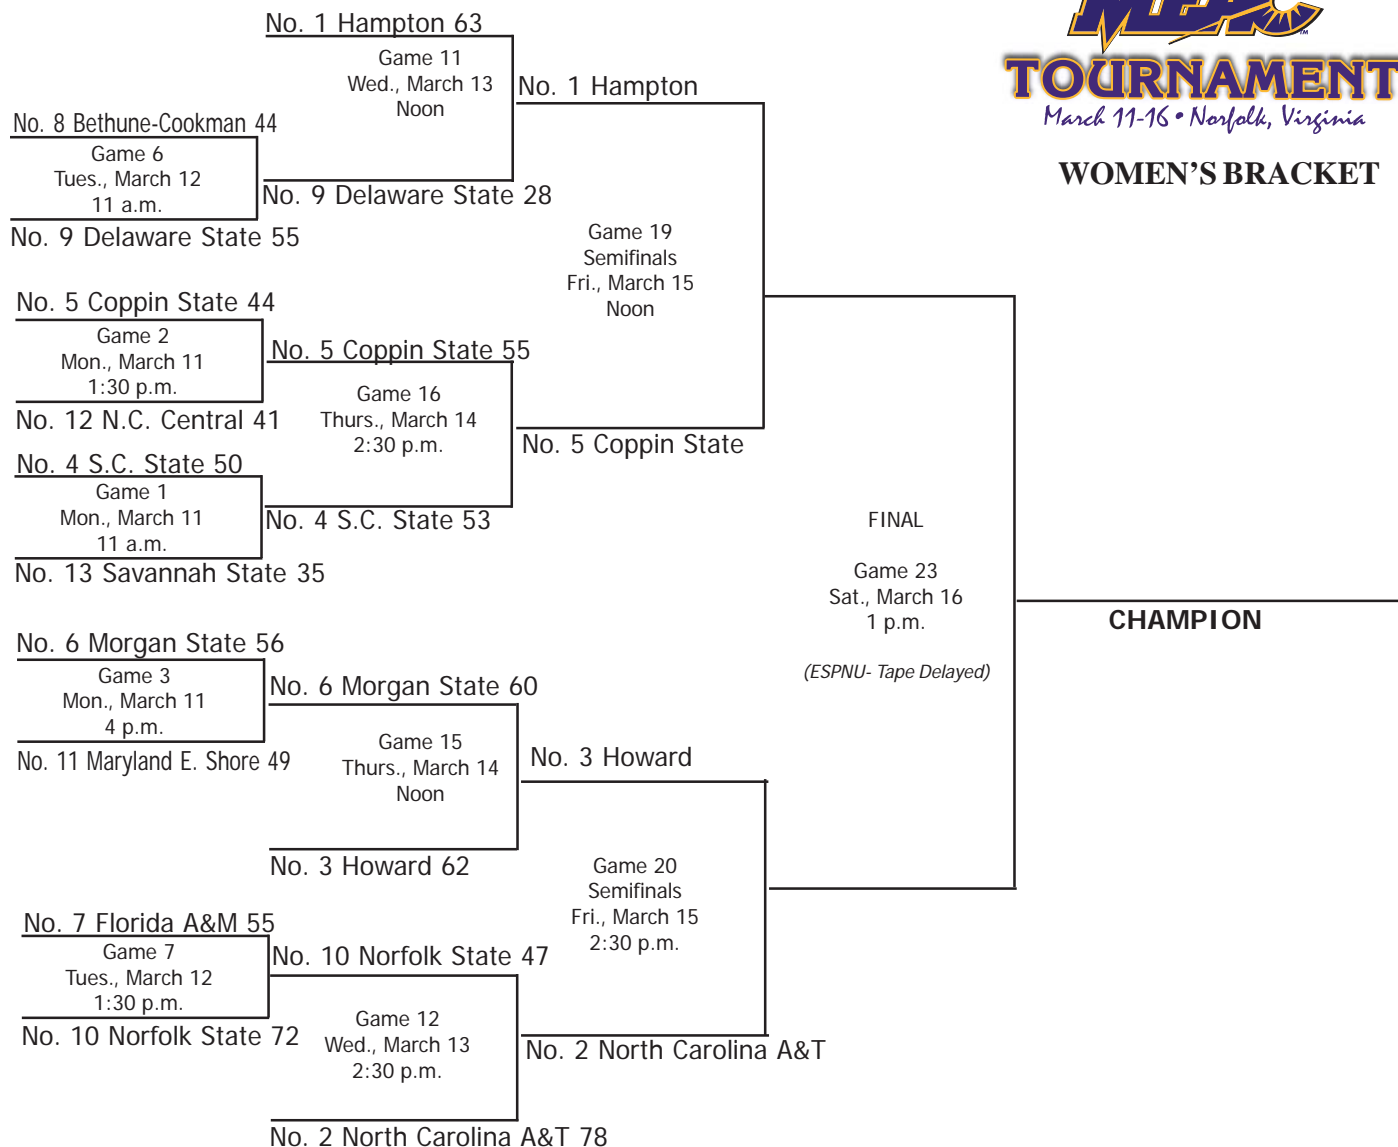 MEAC
TM
TOURNAMENT
March 11-16 • Norfolk, Virginia
WOMEN'S BRACKET
No. 1 Hampton 63
Game 11
Wed., March 13
Noon
No. 1 Hampton
No. 8 Bethune-Cookman 44
Game 6
Tues., March 12
11 a.m.
No. 9 Delaware State 28
No. 9 Delaware State 55
Game 19
Semifinals
Fri., March 15
Noon
No. 5 Coppin State 44
Game 2
Mon., March 11
1:30 p.m.
No. 12 N.C. Central 41
No. 5 Coppin State 55
Game 16
Thurs., March 14
2:30 p.m.
No. 5 Coppin State
No. 4 S.C. State 50
Game 1
Mon., March 11
11 a.m.
No. 4 S.C. State 53
No. 13 Savannah State 35
FINAL
Game 23
Sat., March 16
1 p.m.
(ESPNU- Tape Delayed)
CHAMPION
No. 6 Morgan State 56
Game 3
Mon., March 11
4 p.m.
No. 11 Maryland E. Shore 49
No. 6 Morgan State 60
Game 15
Thurs., March 14
Noon
No. 3 Howard
No. 3 Howard 62
Game 20
Semifinals
Fri., March 15
2:30 p.m.
No. 7 Florida A&M 55
Game 7
Tues., March 12
1:30 p.m.
No. 10 Norfolk State 72
No. 10 Norfolk State 47
Game 12
Wed., March 13
2:30 p.m.
No. 2 North Carolina A&T
No. 2 North Carolina A&T 78